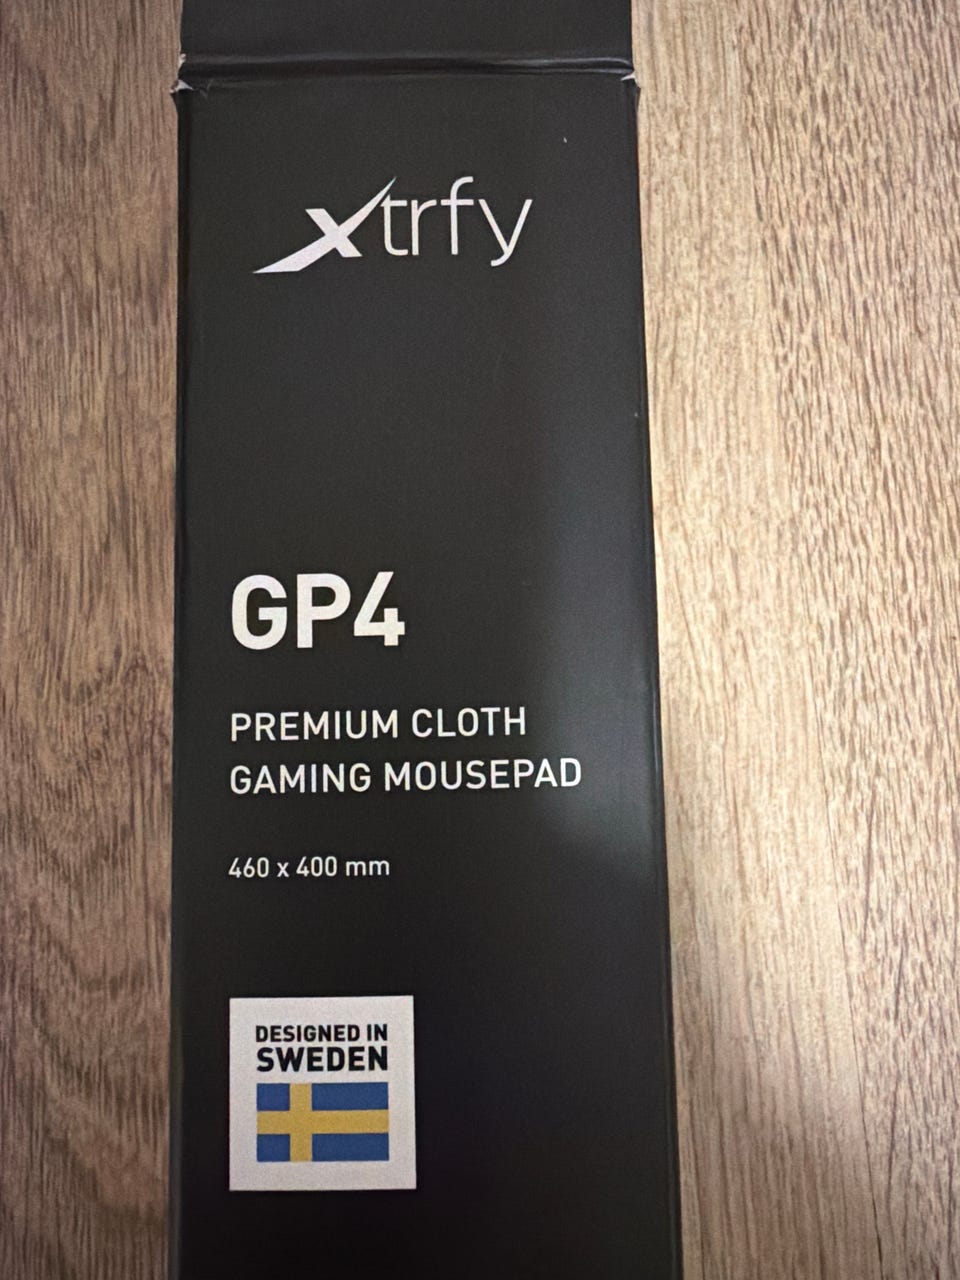 xtrfy
GP4
PREMIUM CLOTH
GAMING MOUSEPAD
460 x 400 mm
DESIGNED IN
SWEDEN